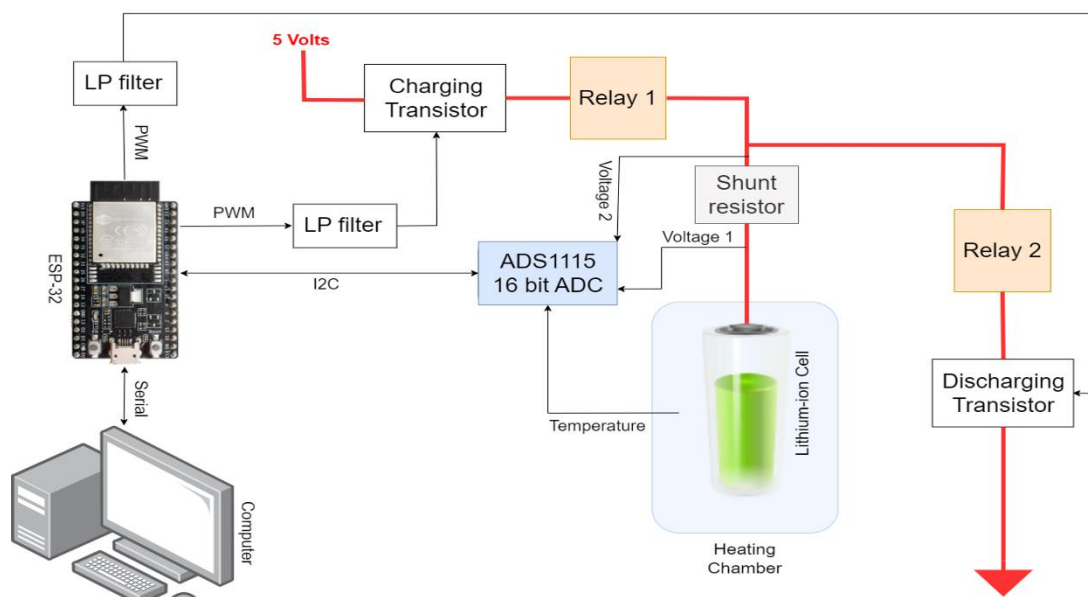 5 Volts
LP filter
Charging
Transistor
Relay 1
PWM
Voltage 2
Shunt
resistor
PWM
LP filter
Voltage 1
Relay 2
ESP-32
I2C
ADS1115
16 bit ADC
Serial
Temperature
Lithium-ion Cell
Discharging
Transistor
Computer
Heating
Chamber